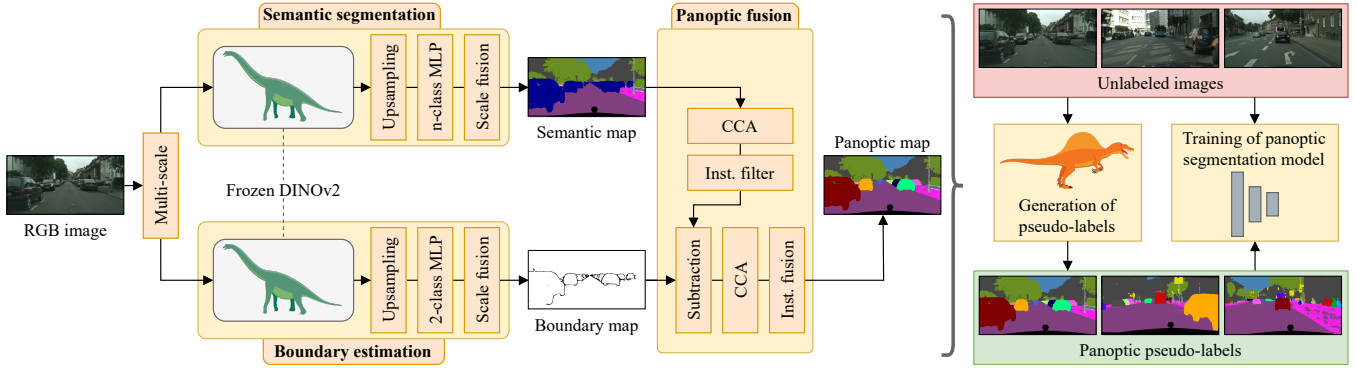 Semantic segmentation
Upsampling
n-class MLP
Scale fusion
Semantic map
RGB image
Multi-scale
Frozen DINOv2
Upsampling
2-class MLP
Scale fusion
Boundary map
Boundary estimation
Panoptic fusion
CCA
Inst. filter
Subtraction
CCA
Inst. fusion
Panoptic map
Unlabeled images
Generation of
pseudo-labels
Training of panoptic
segmentation model
Panoptic pseudo-labels